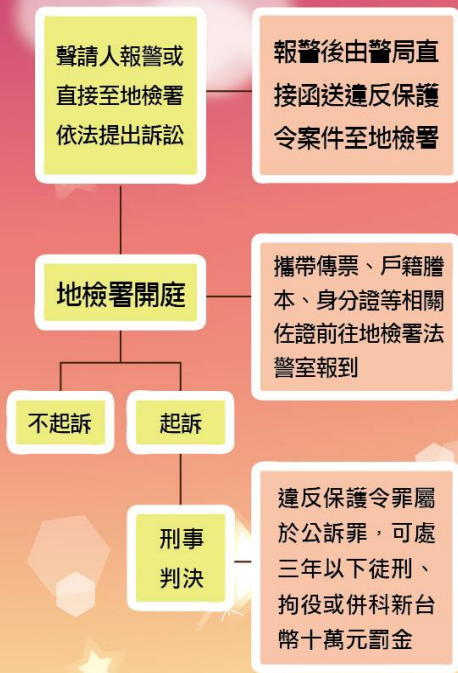 聲請人報警或
直接至地檢署
依法提出訴訟
報警後由警局直
接函送違反保護
令案件至地檢署
地檢署開庭
攜帶傳票、戶籍謄
本、身分證等相關
佐證前往地檢署法
警室報到
不起訴
起訴
刑事
判決
違反保護令罪屬
於公訴罪，可處
三年以下徒刑、
拘役或併科新台
幣十萬元罰金